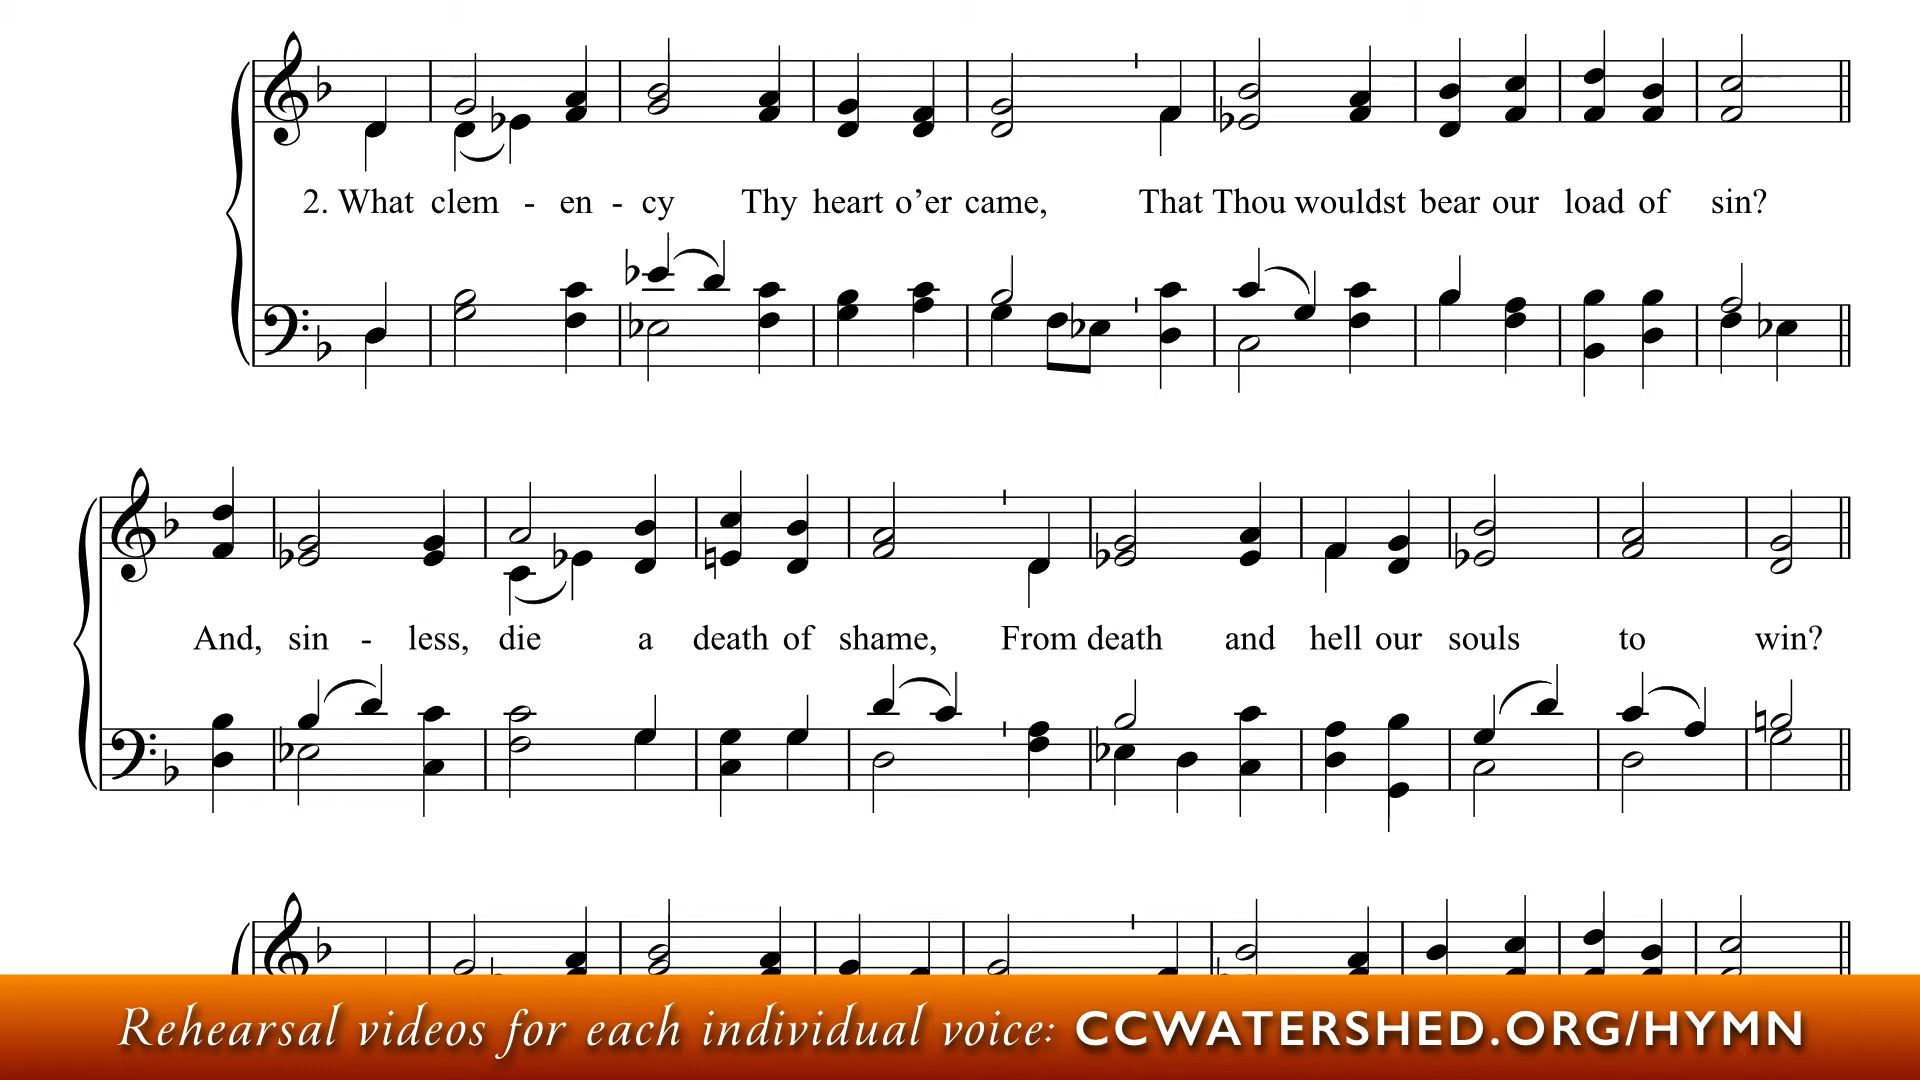 2. What clem - en - cy Thy heart o’er came, That Thou wouldst bear our load of sin?
And, sin - less, die a death of shame, From death and hell our souls to win?
Rehearsal videos for each individual voice: CCWATERSHED.ORG/HYMN